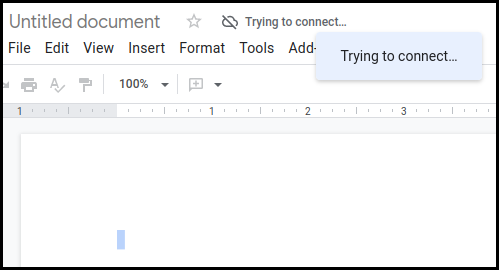 Untitled document Trying to connect…
File Edit View Insert Format Tools Add-
Trying to connect…
100%
1 1 2 3